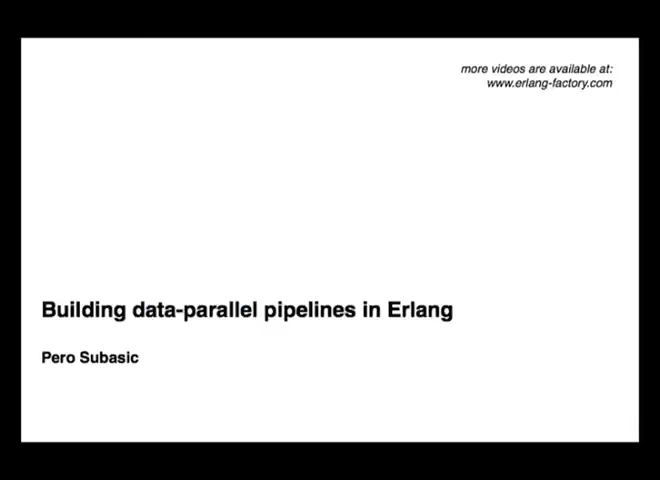 more videos are available at:
www.erlang-factory.com
Building data-parallel pipelines in Erlang
Pero Subasic